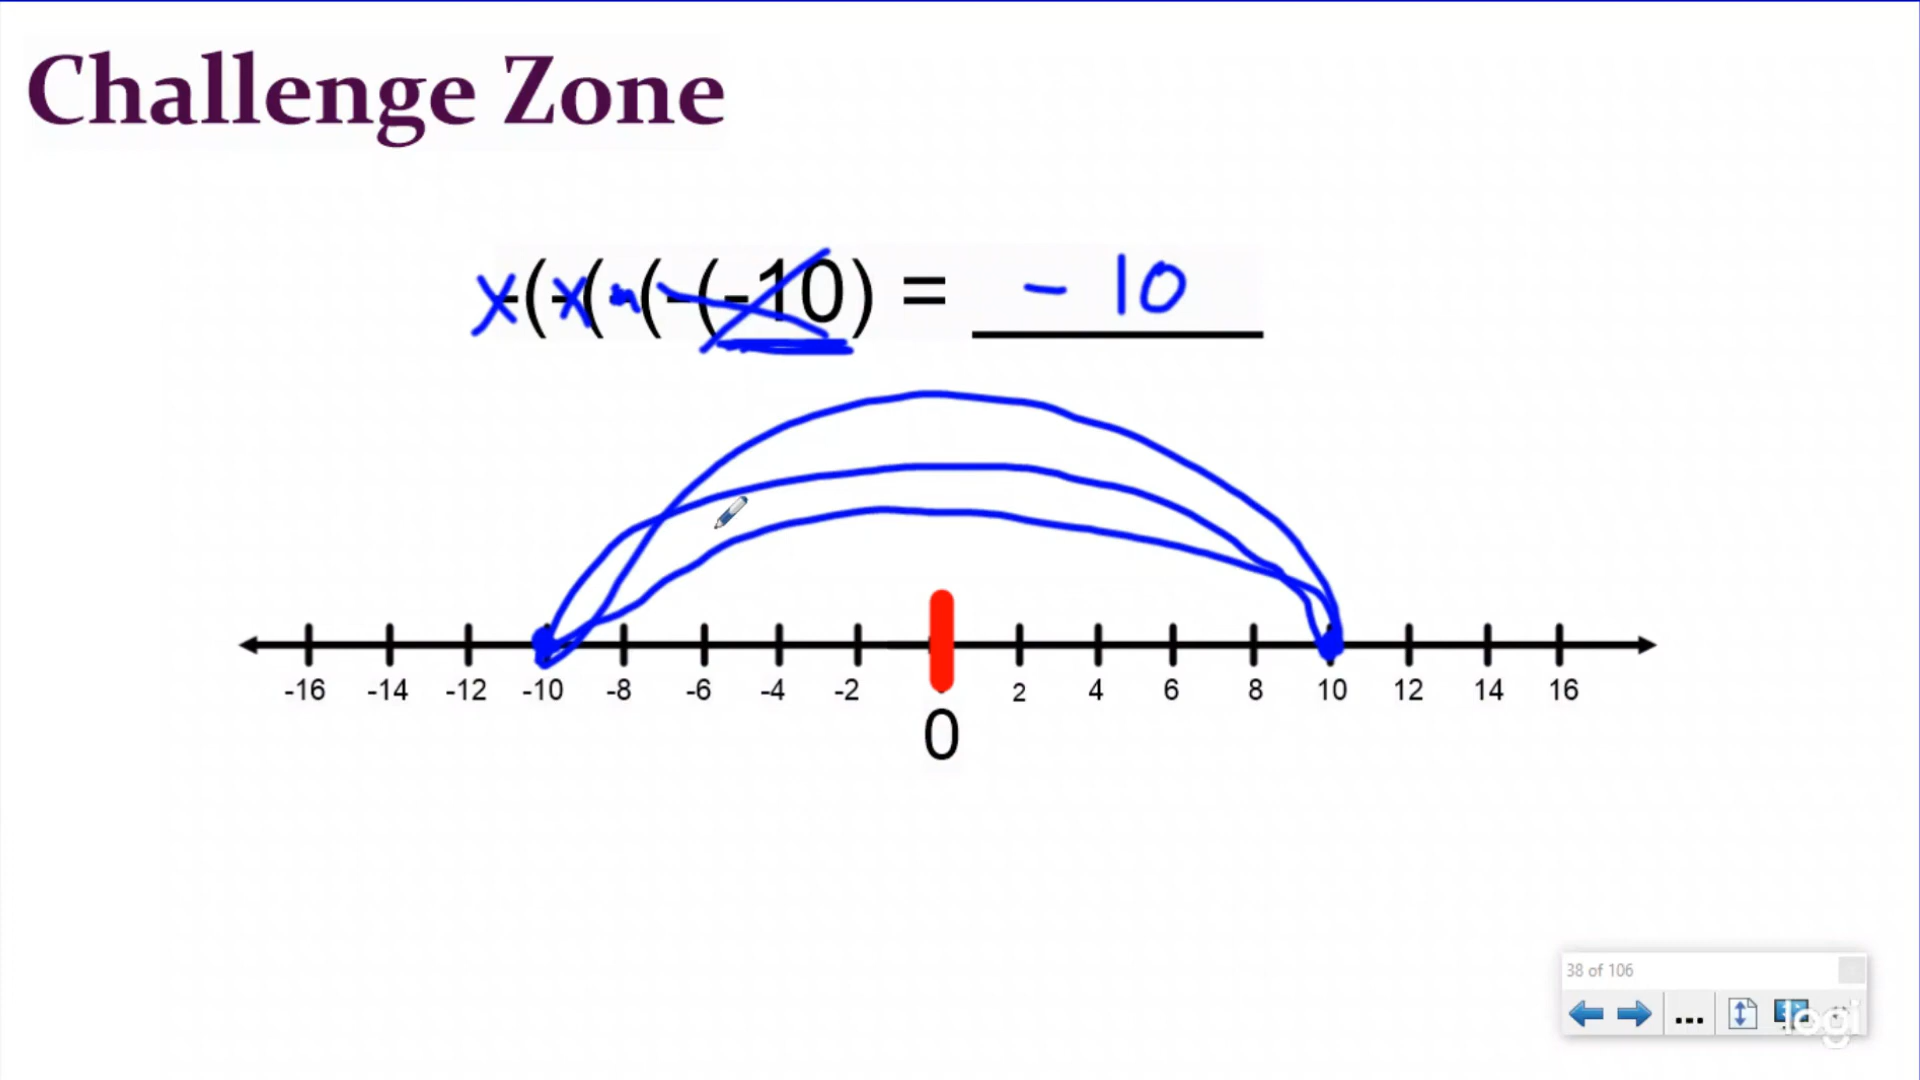 Challenge Zone
-(-(-(-(-10) = - 10
-16 -14 -12 -10 -8 -6 -4 -2 2 4 6 8 10 12 14 16
0
38 of 106
...
logi